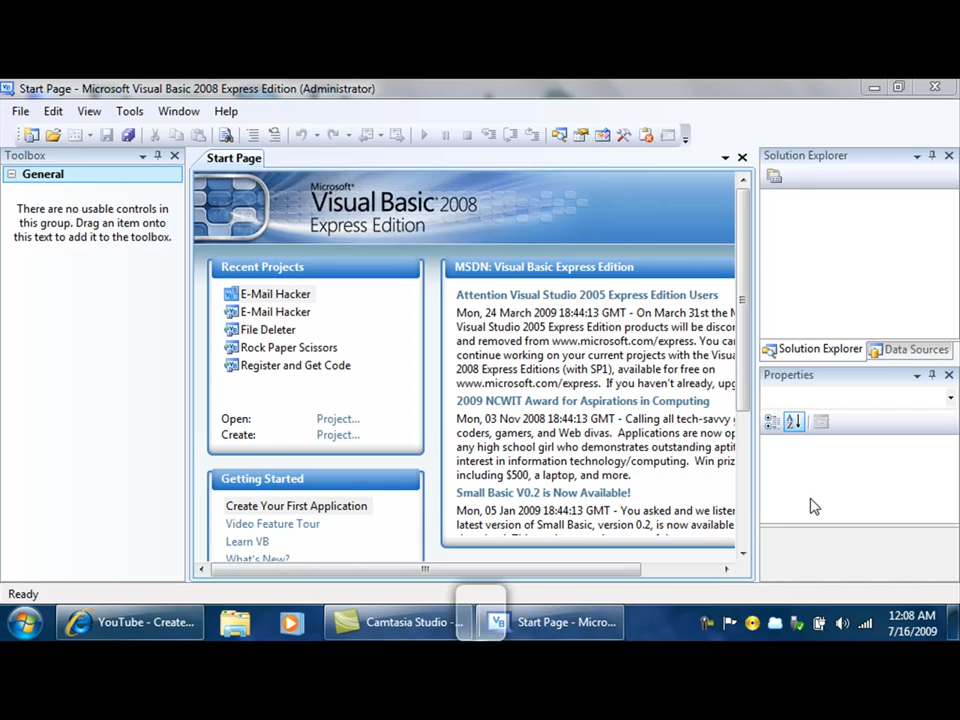 Start Page - Microsoft Visual Basic 2008 Express Edition (Administrator)
File Edit View Tools Window Help
Toolbox
General
There are no usable controls in
this group. Drag an item onto
this text to add it to the toolbox.
Start Page
Microsoft®
Visual Basic® 2008
Express Edition
Recent Projects
E-Mail Hacker
E-Mail Hacker
File Deleter
Rock Paper Scissors
Register and Get Code
Open: Project...
Create: Project...
Getting Started
Create Your First Application
Video Feature Tour
Learn VB
What's New?
MSDN: Visual Basic Express Edition
Attention Visual Studio 2005 Express Edition Users
Mon, 24 March 2009 18:44:13 GMT - On March 31st the M
Visual Studio 2005 Express Edition products will be disco
and removed from www.microsoft.com/express. You can
continue working on your current projects with the Visua
2008 Express Editions (with SP1), available for free on
www.microsoft.com/express. If you haven't already, upg
2009 NCWIT Award for Aspirations in Computing
Mon, 03 Nov 2008 18:44:13 GMT - Calling all tech-savvy
coders, gamers, and Web divas. Applications are now op
any high school girl who demonstrates outstanding aptit
interest in information technology/computing. Win priz
including $500, a laptop, and more.
Small Basic V0.2 is Now Available!
Mon, 05 Jan 2009 18:44:13 GMT - You asked and we listen
latest version of Small Basic, version 0.2, is now available
Solution Explorer
Solution Explorer Data Sources
Properties
Ready
YouTube - Create...
Camtasia Studio - ...
Start Page - Micro...
12:08 AM
7/16/2009